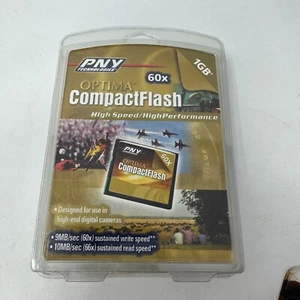 PNY
TECHNOLOGIES
60x
1GB*
OPTIMA
CompactFlash
High Speed/High Performance
PNY
OPTIMA
60x
CompactFlash
• Designed for use in
high-end digital cameras
• 9MB/sec (60x) sustained write speed**
• 10MB/sec (66x) sustained read speed**